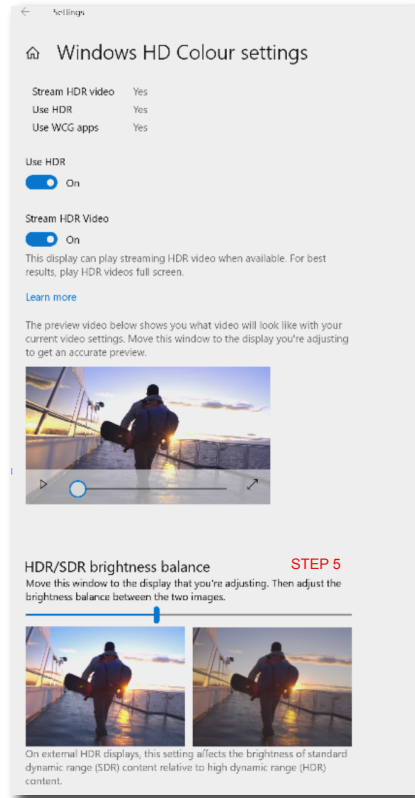 Settings
Windows HD Colour settings
Stream HDR video Yes
Use HDR Yes
Use WCG apps Yes
Use HDR
On
Stream HDR Video
On
This display can play streaming HDR video when available. For best
results, play HDR videos full screen.
Learn more
The preview video below shows you what video will look like with your
current video settings. Move this window to the display you're adjusting
to get an accurate preview.
HDR/SDR brightness balance STEP 5
Move this window to the display that you're adjusting. Then adjust the
brightness balance between the two images.
On external HDR displays, this setting affects the brightness of standard
dynamic range (SDR) content relative to high dynamic range (HDR)
content.